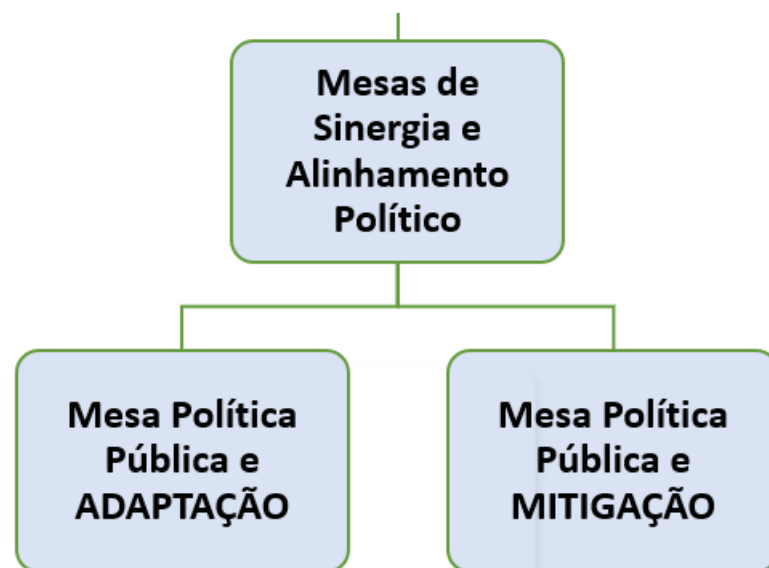 Mesas de
Sinergia e
Alinhamento
Político
Mesa Política
Pública e
ADAPTAÇÃO
Mesa Política
Pública e
MITIGAÇÃO